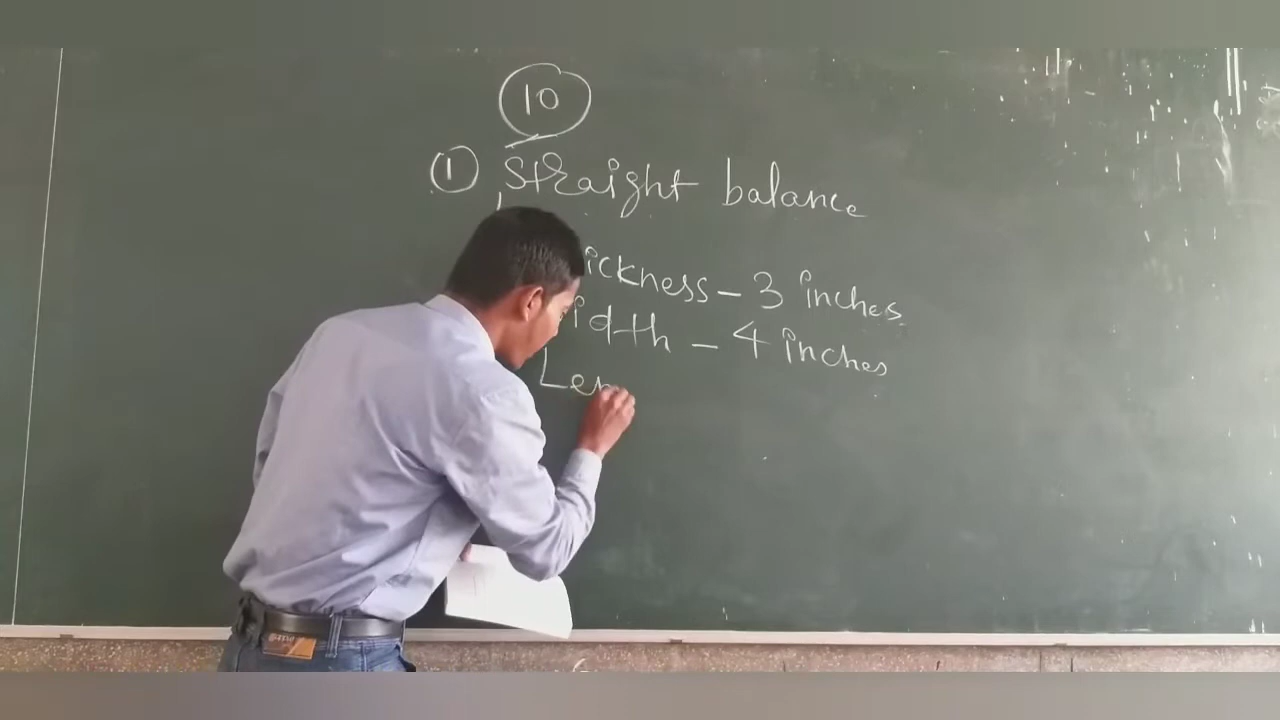 10
1 straight balance
ickness - 3 inches
idth - 4 inches
Len